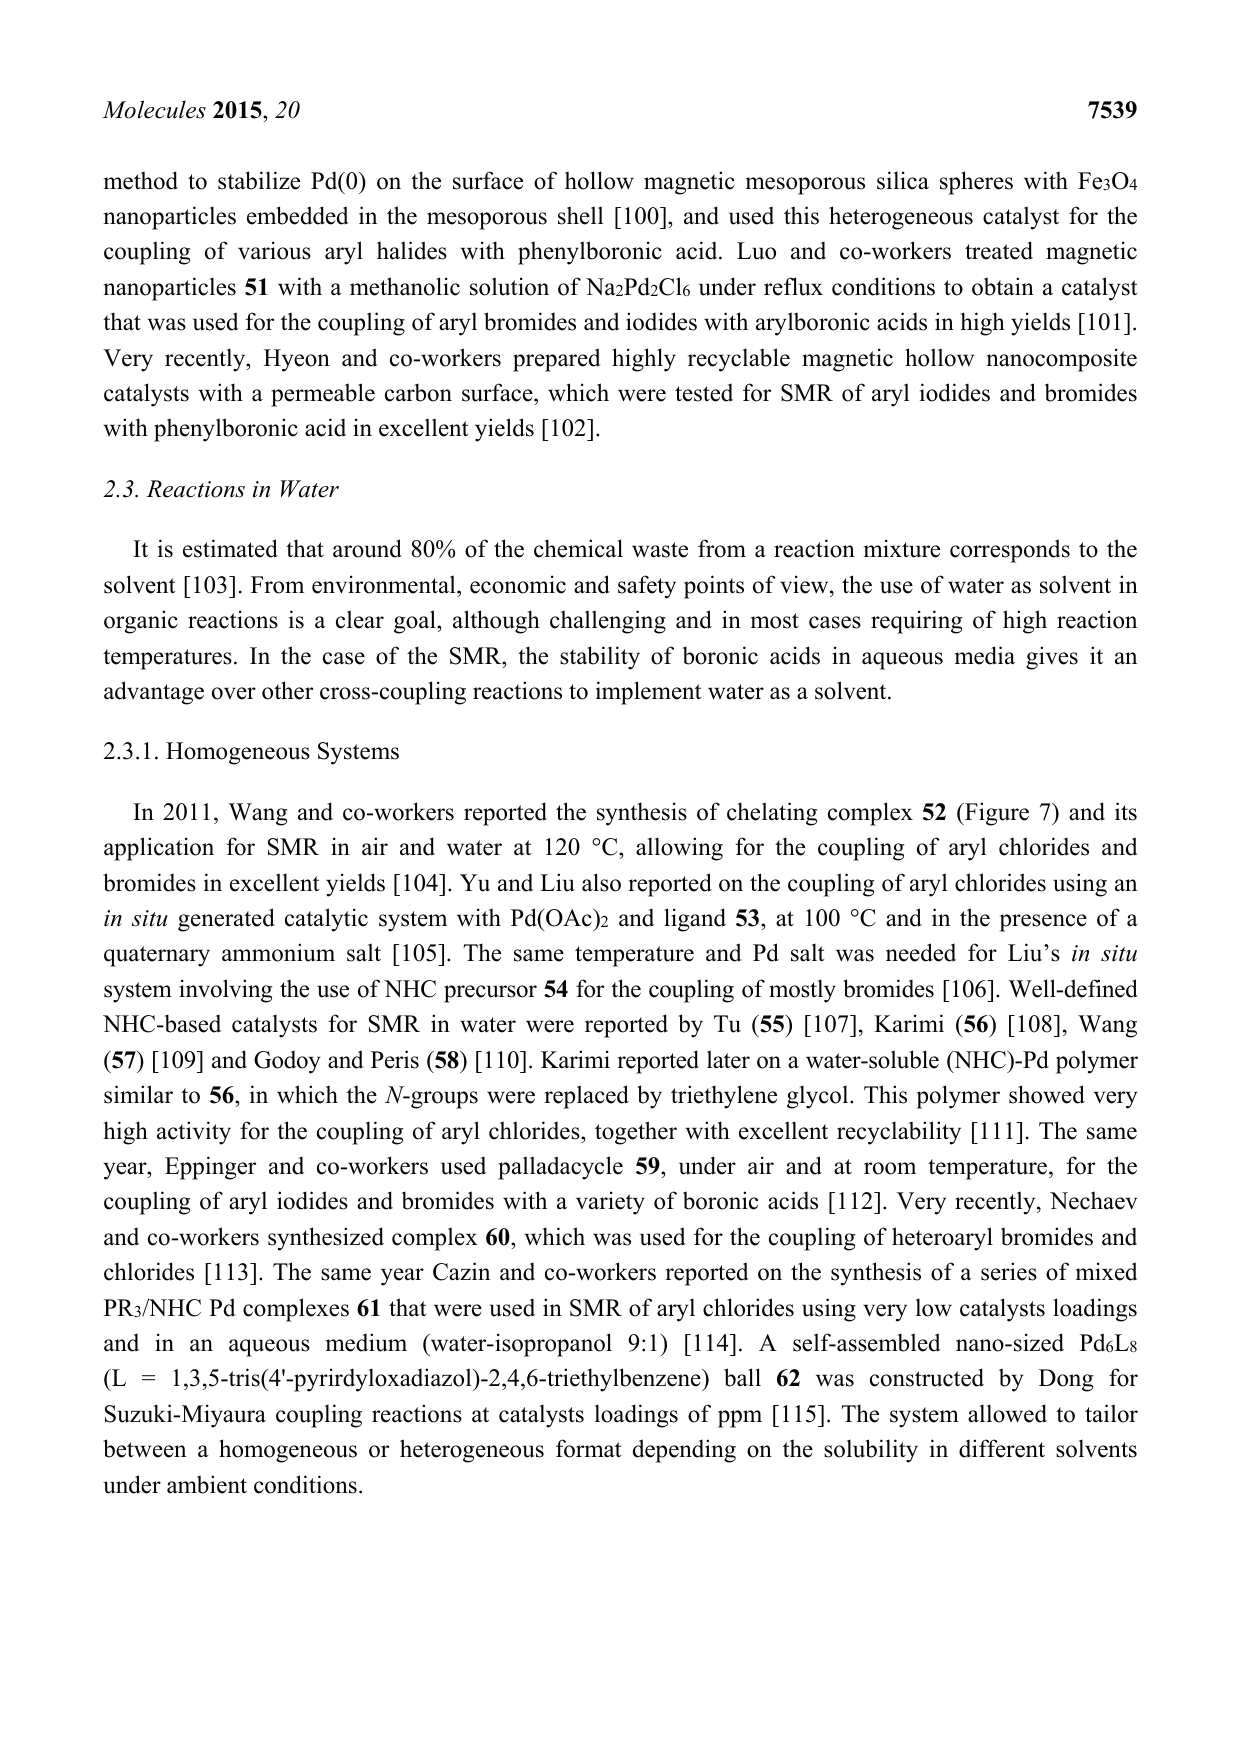 Molecules 2015, 20 7539
method to stabilize Pd(0) on the surface of hollow magnetic mesoporous silica spheres with Fe₃O₄
nanoparticles embedded in the mesoporous shell [100], and used this heterogeneous catalyst for the
coupling of various aryl halides with phenylboronic acid. Luo and co-workers treated magnetic
nanoparticles 51 with a methanolic solution of Na₂Pd₂Cl₆ under reflux conditions to obtain a catalyst
that was used for the coupling of aryl bromides and iodides with arylboronic acids in high yields [101].
Very recently, Hyeon and co-workers prepared highly recyclable magnetic hollow nanocomposite
catalysts with a permeable carbon surface, which were tested for SMR of aryl iodides and bromides
with phenylboronic acid in excellent yields [102].
2.3. Reactions in Water
It is estimated that around 80% of the chemical waste from a reaction mixture corresponds to the
solvent [103]. From environmental, economic and safety points of view, the use of water as solvent in
organic reactions is a clear goal, although challenging and in most cases requiring of high reaction
temperatures. In the case of the SMR, the stability of boronic acids in aqueous media gives it an
advantage over other cross-coupling reactions to implement water as a solvent.
2.3.1. Homogeneous Systems
In 2011, Wang and co-workers reported the synthesis of chelating complex 52 (Figure 7) and its
application for SMR in air and water at 120 °C, allowing for the coupling of aryl chlorides and
bromides in excellent yields [104]. Yu and Liu also reported on the coupling of aryl chlorides using an
in situ generated catalytic system with Pd(OAc)₂ and ligand 53, at 100 °C and in the presence of a
quaternary ammonium salt [105]. The same temperature and Pd salt was needed for Liu’s in situ
system involving the use of NHC precursor 54 for the coupling of mostly bromides [106]. Well-defined
NHC-based catalysts for SMR in water were reported by Tu (55) [107], Karimi (56) [108], Wang
(57) [109] and Godoy and Peris (58) [110]. Karimi reported later on a water-soluble (NHC)-Pd polymer
similar to 56, in which the N-groups were replaced by triethylene glycol. This polymer showed very
high activity for the coupling of aryl chlorides, together with excellent recyclability [111]. The same
year, Eppinger and co-workers used palladacycle 59, under air and at room temperature, for the
coupling of aryl iodides and bromides with a variety of boronic acids [112]. Very recently, Nechaev
and co-workers synthesized complex 60, which was used for the coupling of heteroaryl bromides and
chlorides [113]. The same year Cazin and co-workers reported on the synthesis of a series of mixed
PR₃/NHC Pd complexes 61 that were used in SMR of aryl chlorides using very low catalysts loadings
and in an aqueous medium (water-isopropanol 9:1) [114]. A self-assembled nano-sized Pd₆L₈
(L = 1,3,5-tris(4'-pyrirdyloxadiazol)-2,4,6-triethylbenzene) ball 62 was constructed by Dong for
Suzuki-Miyaura coupling reactions at catalysts loadings of ppm [115]. The system allowed to tailor
between a homogeneous or heterogeneous format depending on the solubility in different solvents
under ambient conditions.